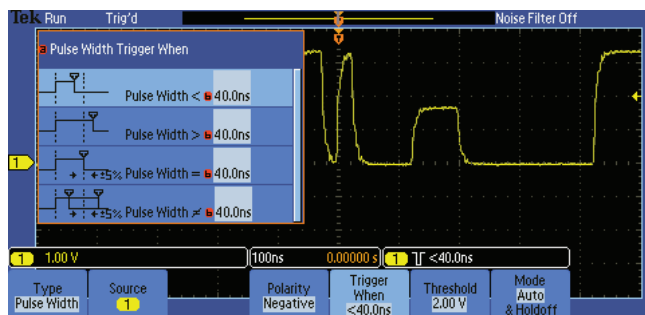 Tek Run Trig'd Noise Filter Off
T
T
B Pulse Width Trigger When
Pulse Width < B 40.0ns
Pulse Width > B 40.0ns
±5% Pulse Width = B 40.0ns
±5% Pulse Width ≠ B 40.0ns
1
1 1.00 V 100ns 0.00000 s 1 <40.0ns
Type
Pulse Width
Source
1
Polarity
Negative
Trigger
When
<40.0ns
Threshold
2.00 V
Mode
Auto
& Holdoff